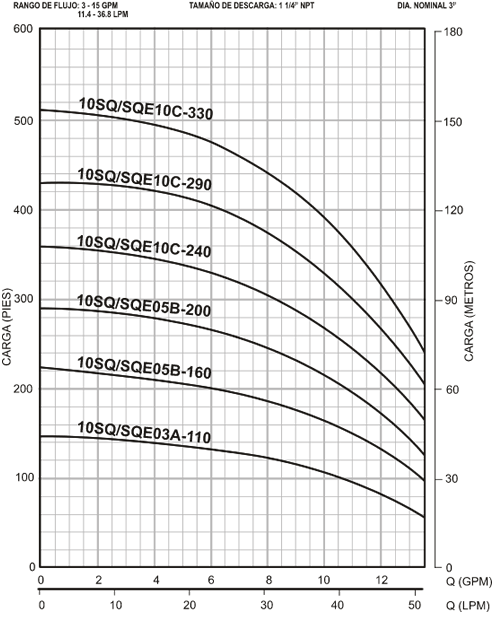 RANGO DE FLUJO: 3 - 15 GPM TAMAÑO DE DESCARGA: 1 1/4" NPT DIA. NOMINAL 3"
11.4 - 36.8 LPM
600
500
400
300
200
100
0
CARGA (PIES)
10SQ/SQE10C-330
10SQ/SQE10C-290
10SQ/SQE10C-240
10SQ/SQE05B-200
10SQ/SQE05B-160
10SQ/SQE03A-110
180
150
120
90
60
30
0
CARGA (METROS)
0 2 4 6 8 10 12 Q (GPM)
0 10 20 30 40 50 Q (LPM)